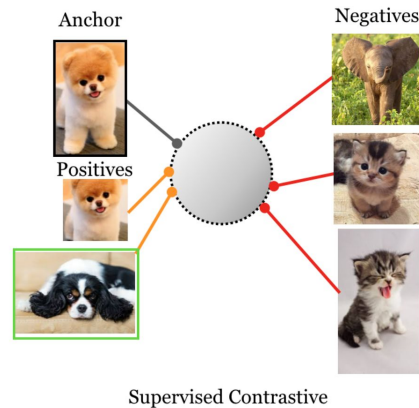 Anchor
Negatives
Positives
Supervised Contrastive